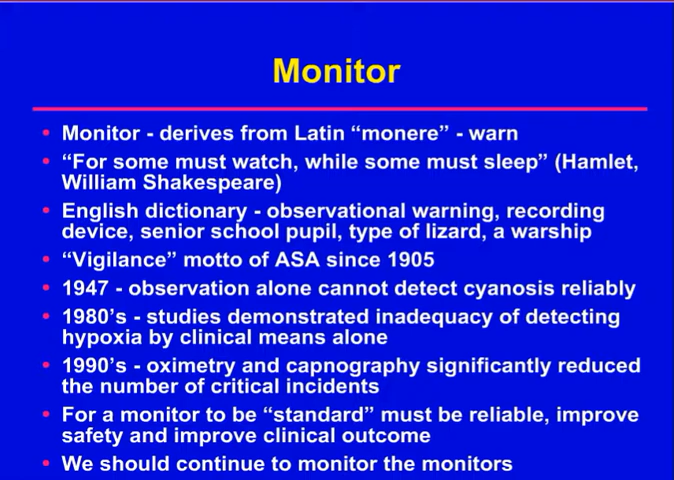 Monitor
• Monitor - derives from Latin “monere” - warn
• “For some must watch, while some must sleep” (Hamlet,
William Shakespeare)
• English dictionary - observational warning, recording
device, senior school pupil, type of lizard, a warship
• “Vigilance” motto of ASA since 1905
• 1947 - observation alone cannot detect cyanosis reliably
• 1980’s - studies demonstrated inadequacy of detecting
hypoxia by clinical means alone
• 1990’s - oximetry and capnography significantly reduced
the number of critical incidents
• For a monitor to be “standard” must be reliable, improve
safety and improve clinical outcome
• We should continue to monitor the monitors